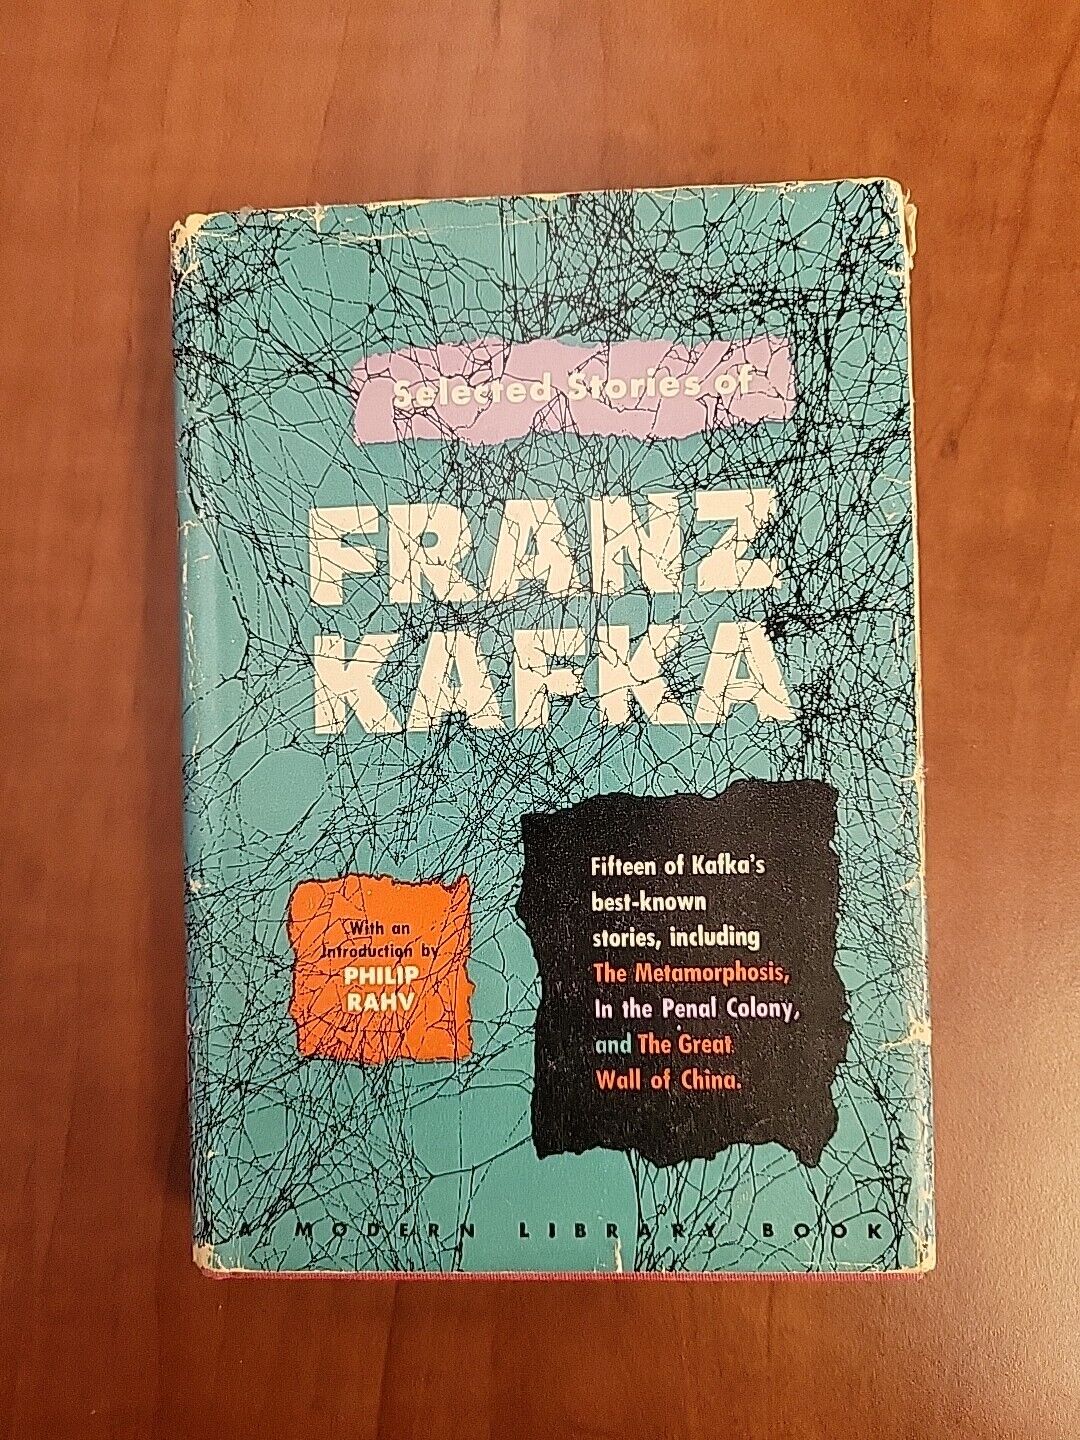 Selected Stories of
FRANZ
KAFKA
With an
Introduction by
PHILIP
RAHV
Fifteen of Kafka's
best-known
stories, including
The Metamorphosis,
In the Penal Colony,
and The Great
Wall of China.
A MODERN LIBRARY BOOK